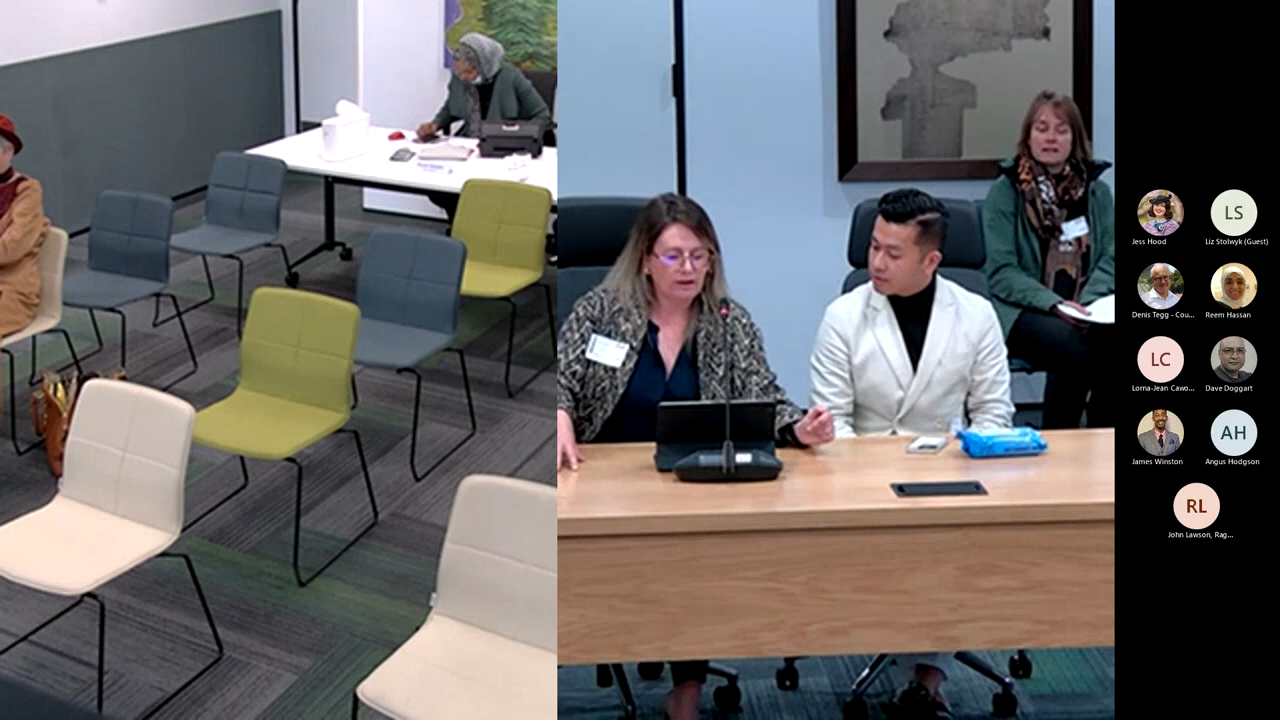 Jess Hood
LS
Liz Stolwyk (Guest)
Denis Tegg - Cou...
Reem Hassan
LC
Lorna-Jean Cawo...
Dave Doggart
James Winston
AH
Angus Hodgson
RL
John Lawson, Rag...